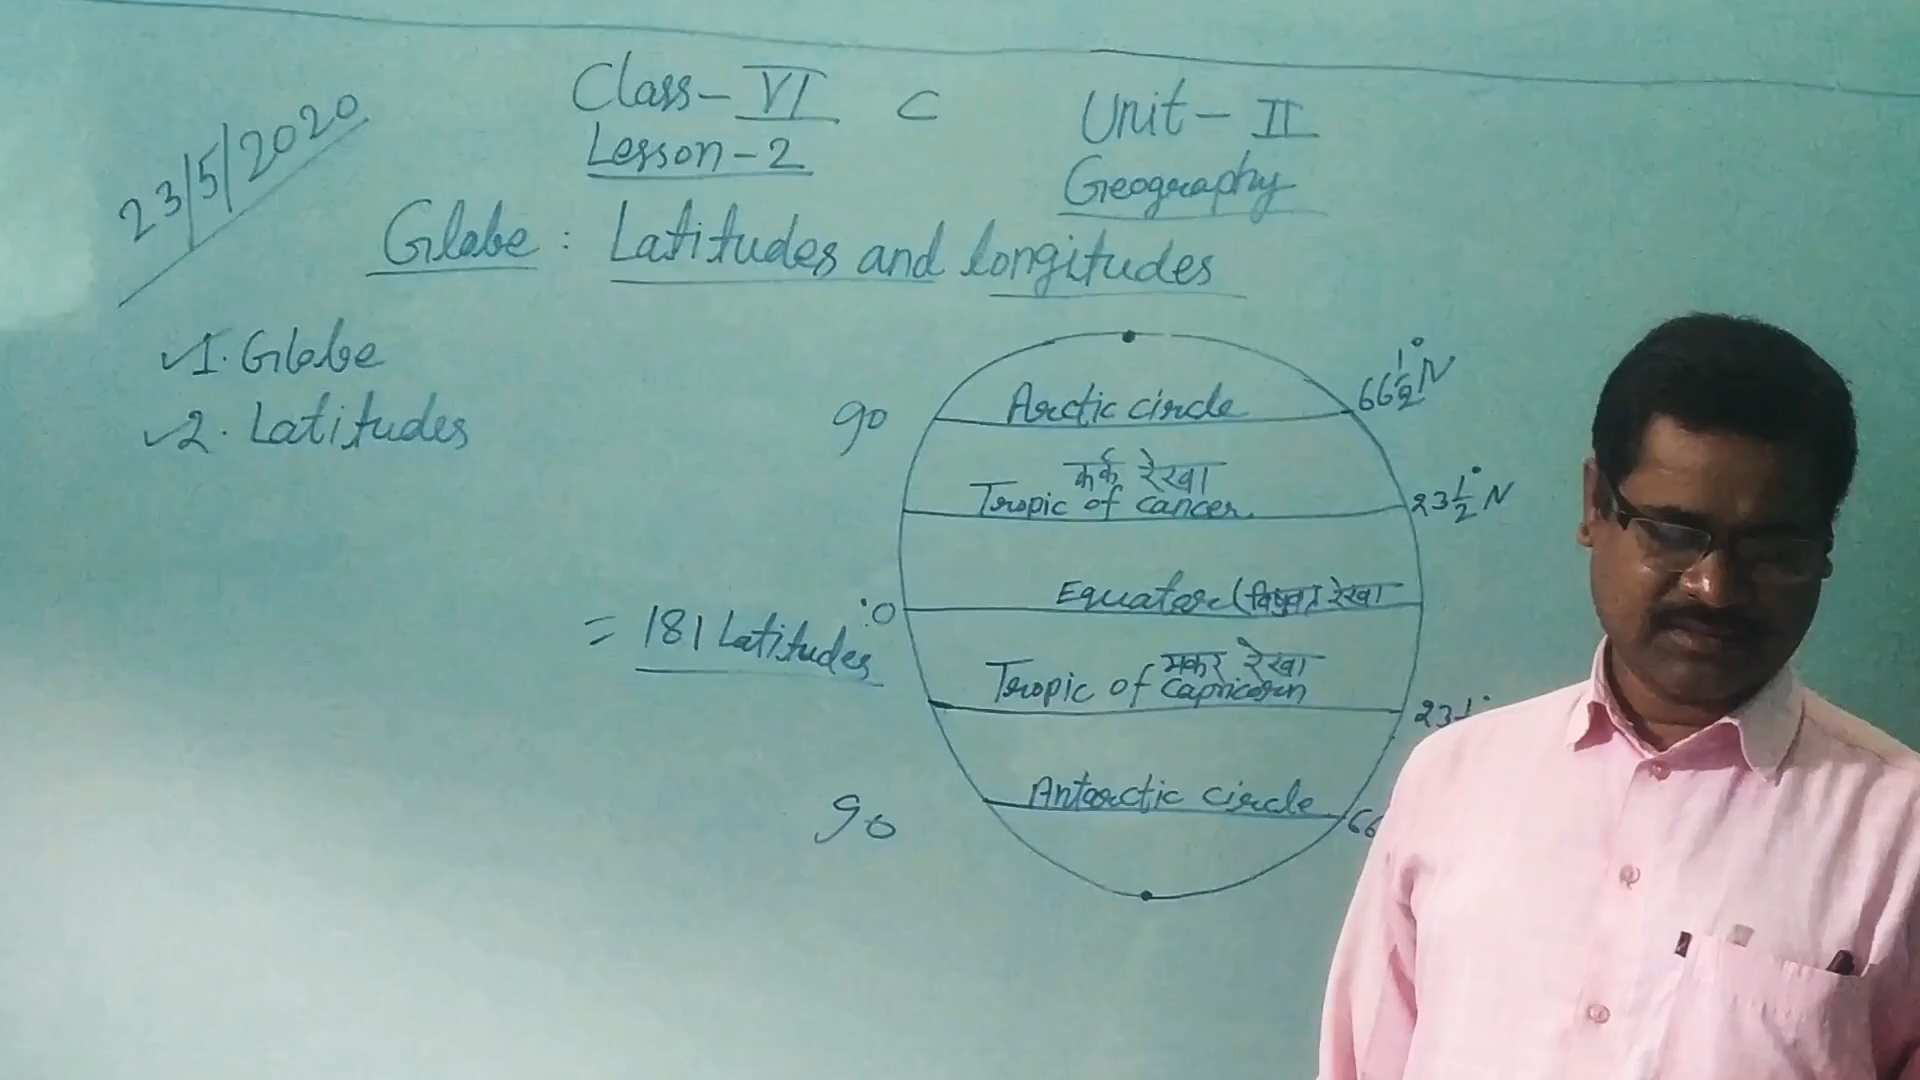 23/5/2020
Class-VI C
Lesson-2
Unit-II
Geography
Globe : Latitudes and longitudes
1. Globe
2. Latitudes
90
Arctic circle
66½° N
कर्क रेखा
Tropic of cancer.
23½° N
= 181 Latitudes
0
Equator (विषुवत रेखा
मकर रेखा
Tropic of Capricorn
23
Antarctic circle
66
90